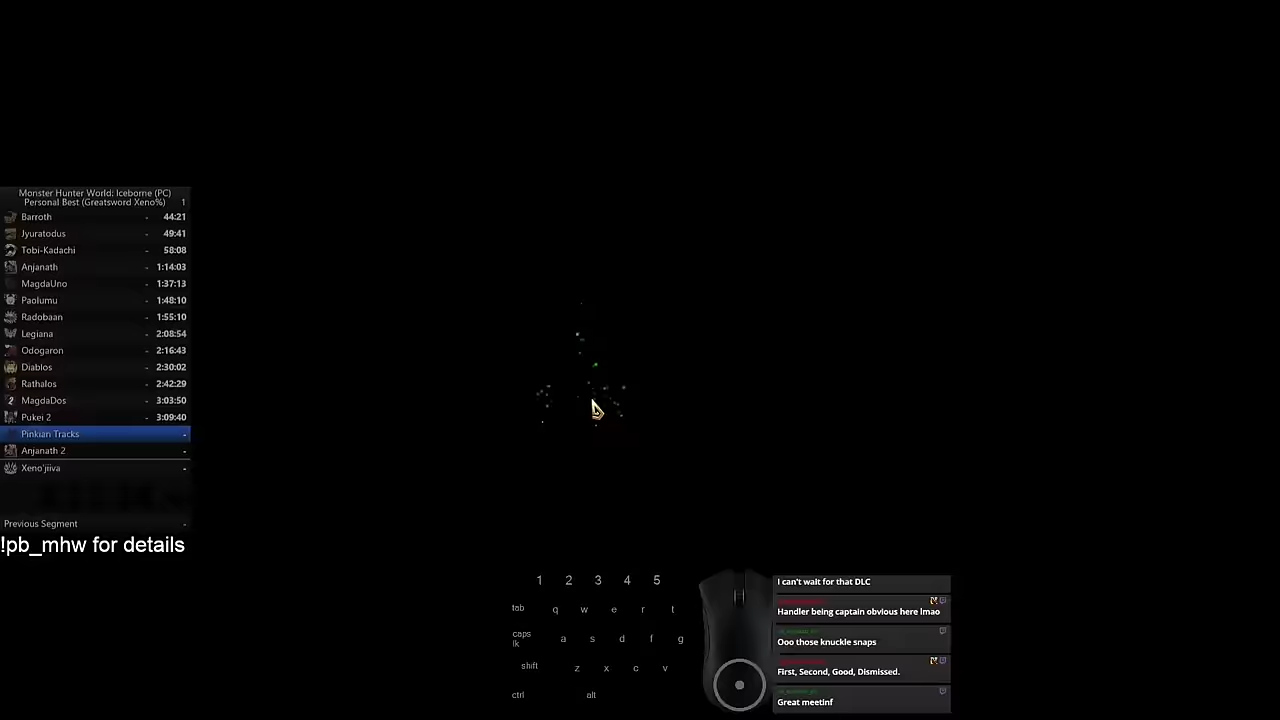 Monster Hunter World: Iceborne (PC)
Personal Best (Greatsword Xeno%) 1
Barroth - 44:21
Jyuratodus - 49:41
Tobi-Kadachi - 58:08
Anjanath - 1:14:03
MagdaUno - 1:37:13
Paolumu - 1:48:10
Radobaan - 1:55:10
Legiana - 2:08:54
Odogaron - 2:16:43
Diablos - 2:30:02
Rathalos - 2:42:29
MagdaDos - 3:03:50
Pukei 2 - 3:09:40
Pinkian Tracks -
Anjanath 2 -
Xeno'jiiva -
Previous Segment -
!pb_mhw for details
1 2 3 4 5
tab q w e r t
caps lk a s d f g
shift z x c v
ctrl alt
I can't wait for that DLC
Handler being captain obvious here lmao
Ooo those knuckle snaps
First, Second, Good, Dismissed.
Great meetinf